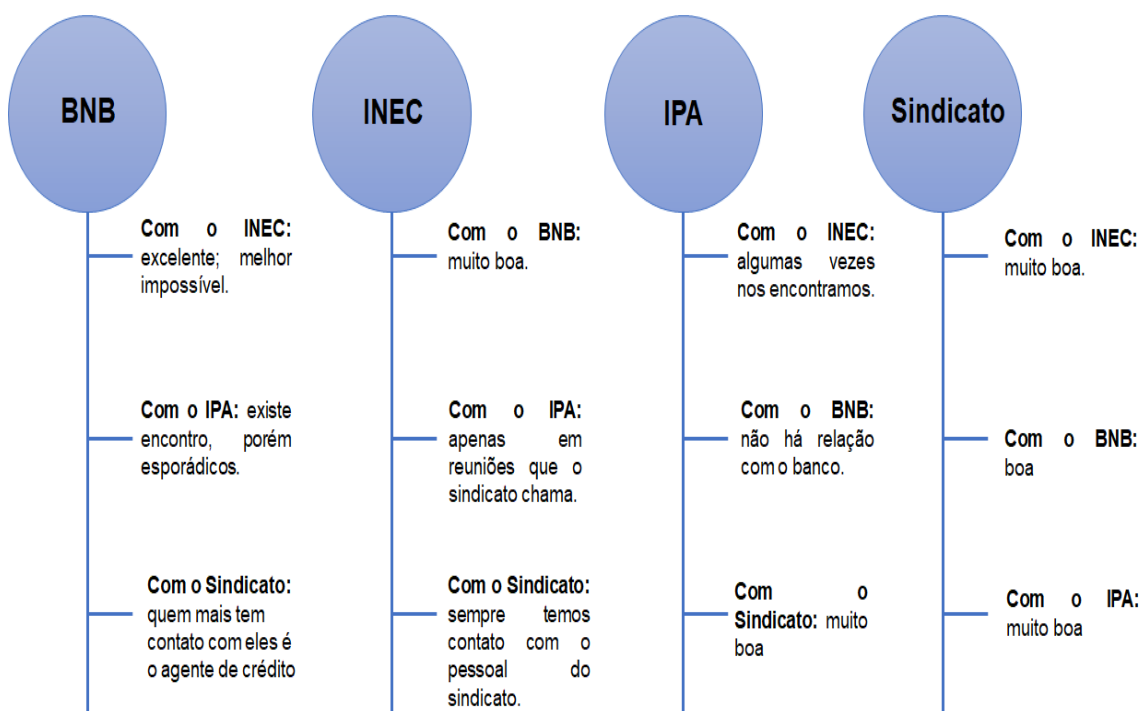 BNB
Com o INEC:
excelente; melhor
impossível.
Com o IPA: existe
encontro, porém
esporádicos.
Com o Sindicato:
quem mais tem
contato com eles é
o agente de crédito
INEC
Com o BNB:
muito boa.
Com o IPA:
apenas em
reuniões que o
sindicato chama.
Com o Sindicato:
sempre temos
contato com o
pessoal do
sindicato.
IPA
Com o INEC:
algumas vezes
nos encontramos.
Com o BNB:
não há relação
com o banco.
Com o
Sindicato: muito
boa
Sindicato
Com o INEC:
muito boa.
Com o BNB:
boa
Com o IPA:
muito boa